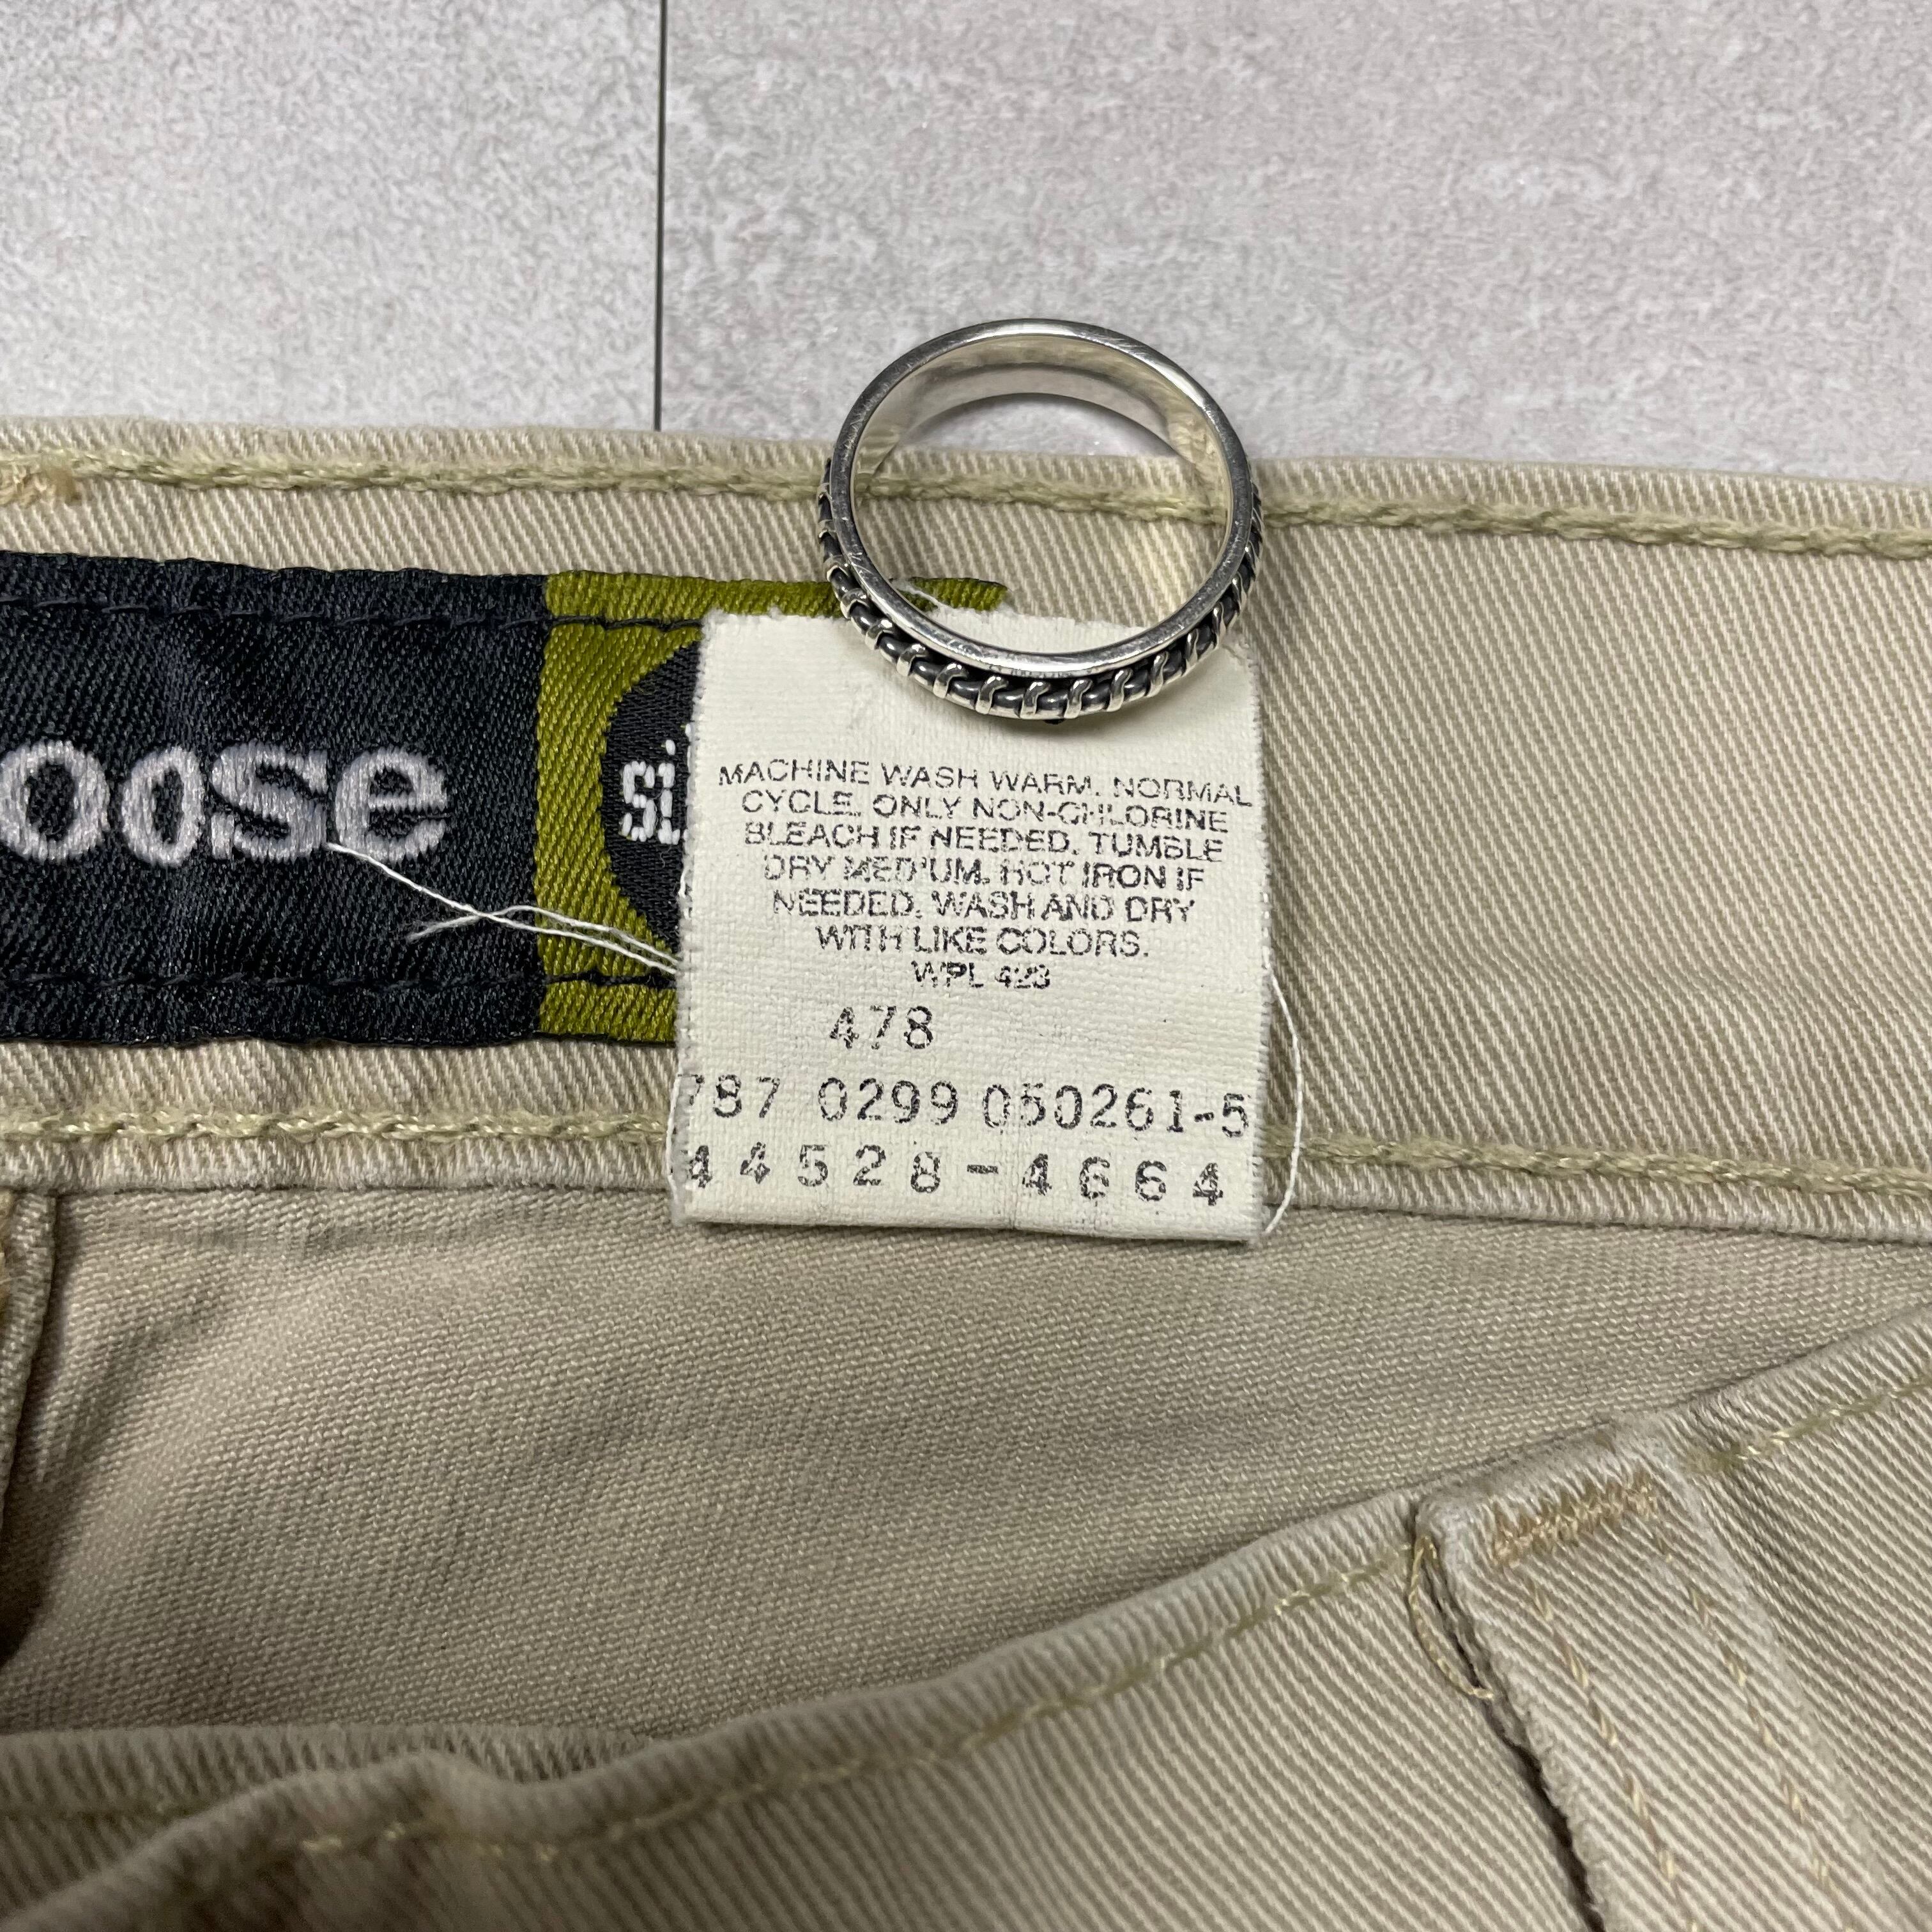 oose
MACHINE WASH WARM. NORMAL
CYCLE. ONLY NON-CHLORINE
BLEACH IF NEEDED. TUMBLE
DRY MEDIUM. HOT IRON IF
NEEDED. WASH AND DRY
WITH LIKE COLORS.
WPL 423
478
787 0299 050261-5
44528-4664